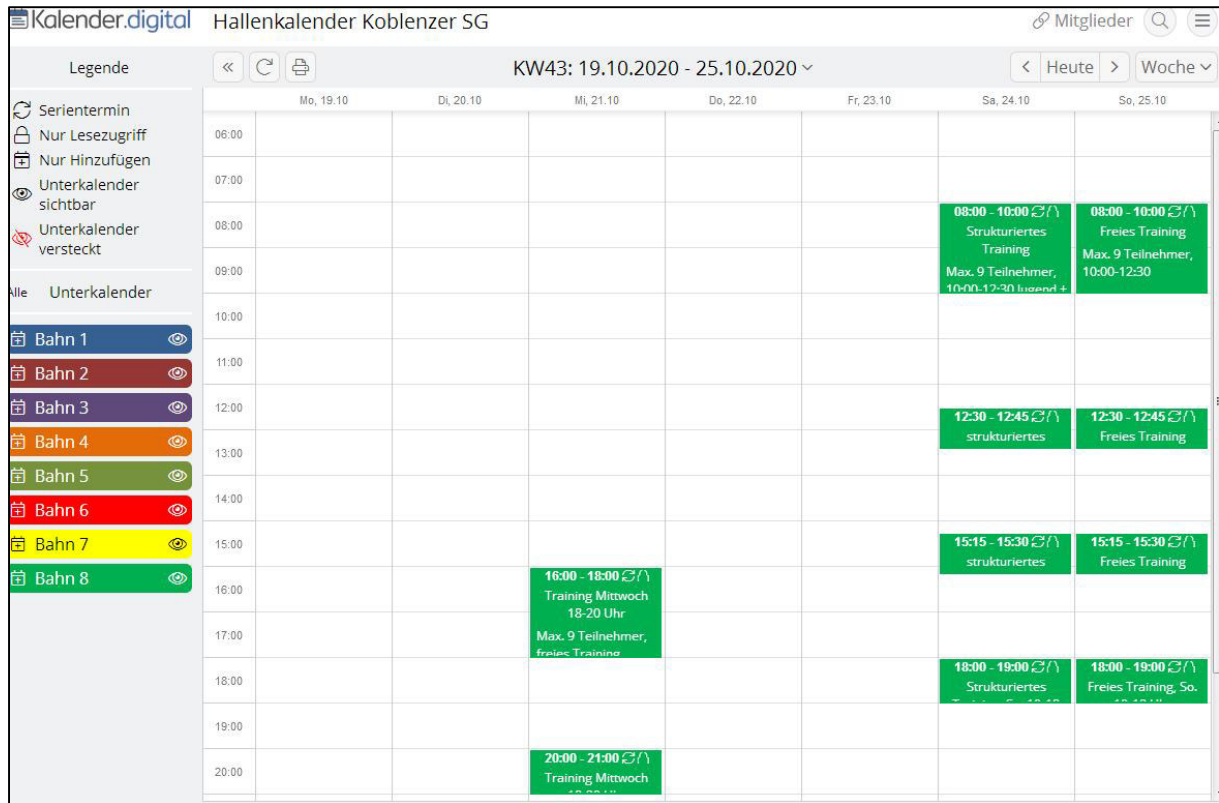 Kalender.digital Hallenkalender Koblenzer SG Mitglieder
Legende
Serientermin
Nur Lesezugriff
Nur Hinzufügen
Unterkalender
sichtbar
Unterkalender
versteckt
Alle Unterkalender
Bahn 1
Bahn 2
Bahn 3
Bahn 4
Bahn 5
Bahn 6
Bahn 7
Bahn 8
KW43: 19.10.2020 - 25.10.2020
Heute
Woche
Mo, 19.10 Di, 20.10 Mi, 21.10 Do, 22.10 Fr, 23.10 Sa, 24.10 So, 25.10
06:00
07:00
08:00
09:00
10:00
11:00
12:00
13:00
14:00
15:00
16:00
17:00
18:00
19:00
20:00
16:00 - 18:00
Training Mittwoch
18-20 Uhr
Max. 9 Teilnehmer,
freies Training
20:00 - 21:00
Training Mittwoch
08:00 - 10:00
Strukturiertes
Training
Max. 9 Teilnehmer,
10:00-12:30 Jugend +
12:30 - 12:45
strukturiertes
15:15 - 15:30
strukturiertes
18:00 - 19:00
Strukturiertes
08:00 - 10:00
Freies Training
Max. 9 Teilnehmer,
10:00-12:30
12:30 - 12:45
Freies Training
15:15 - 15:30
Freies Training
18:00 - 19:00
Freies Training, So.